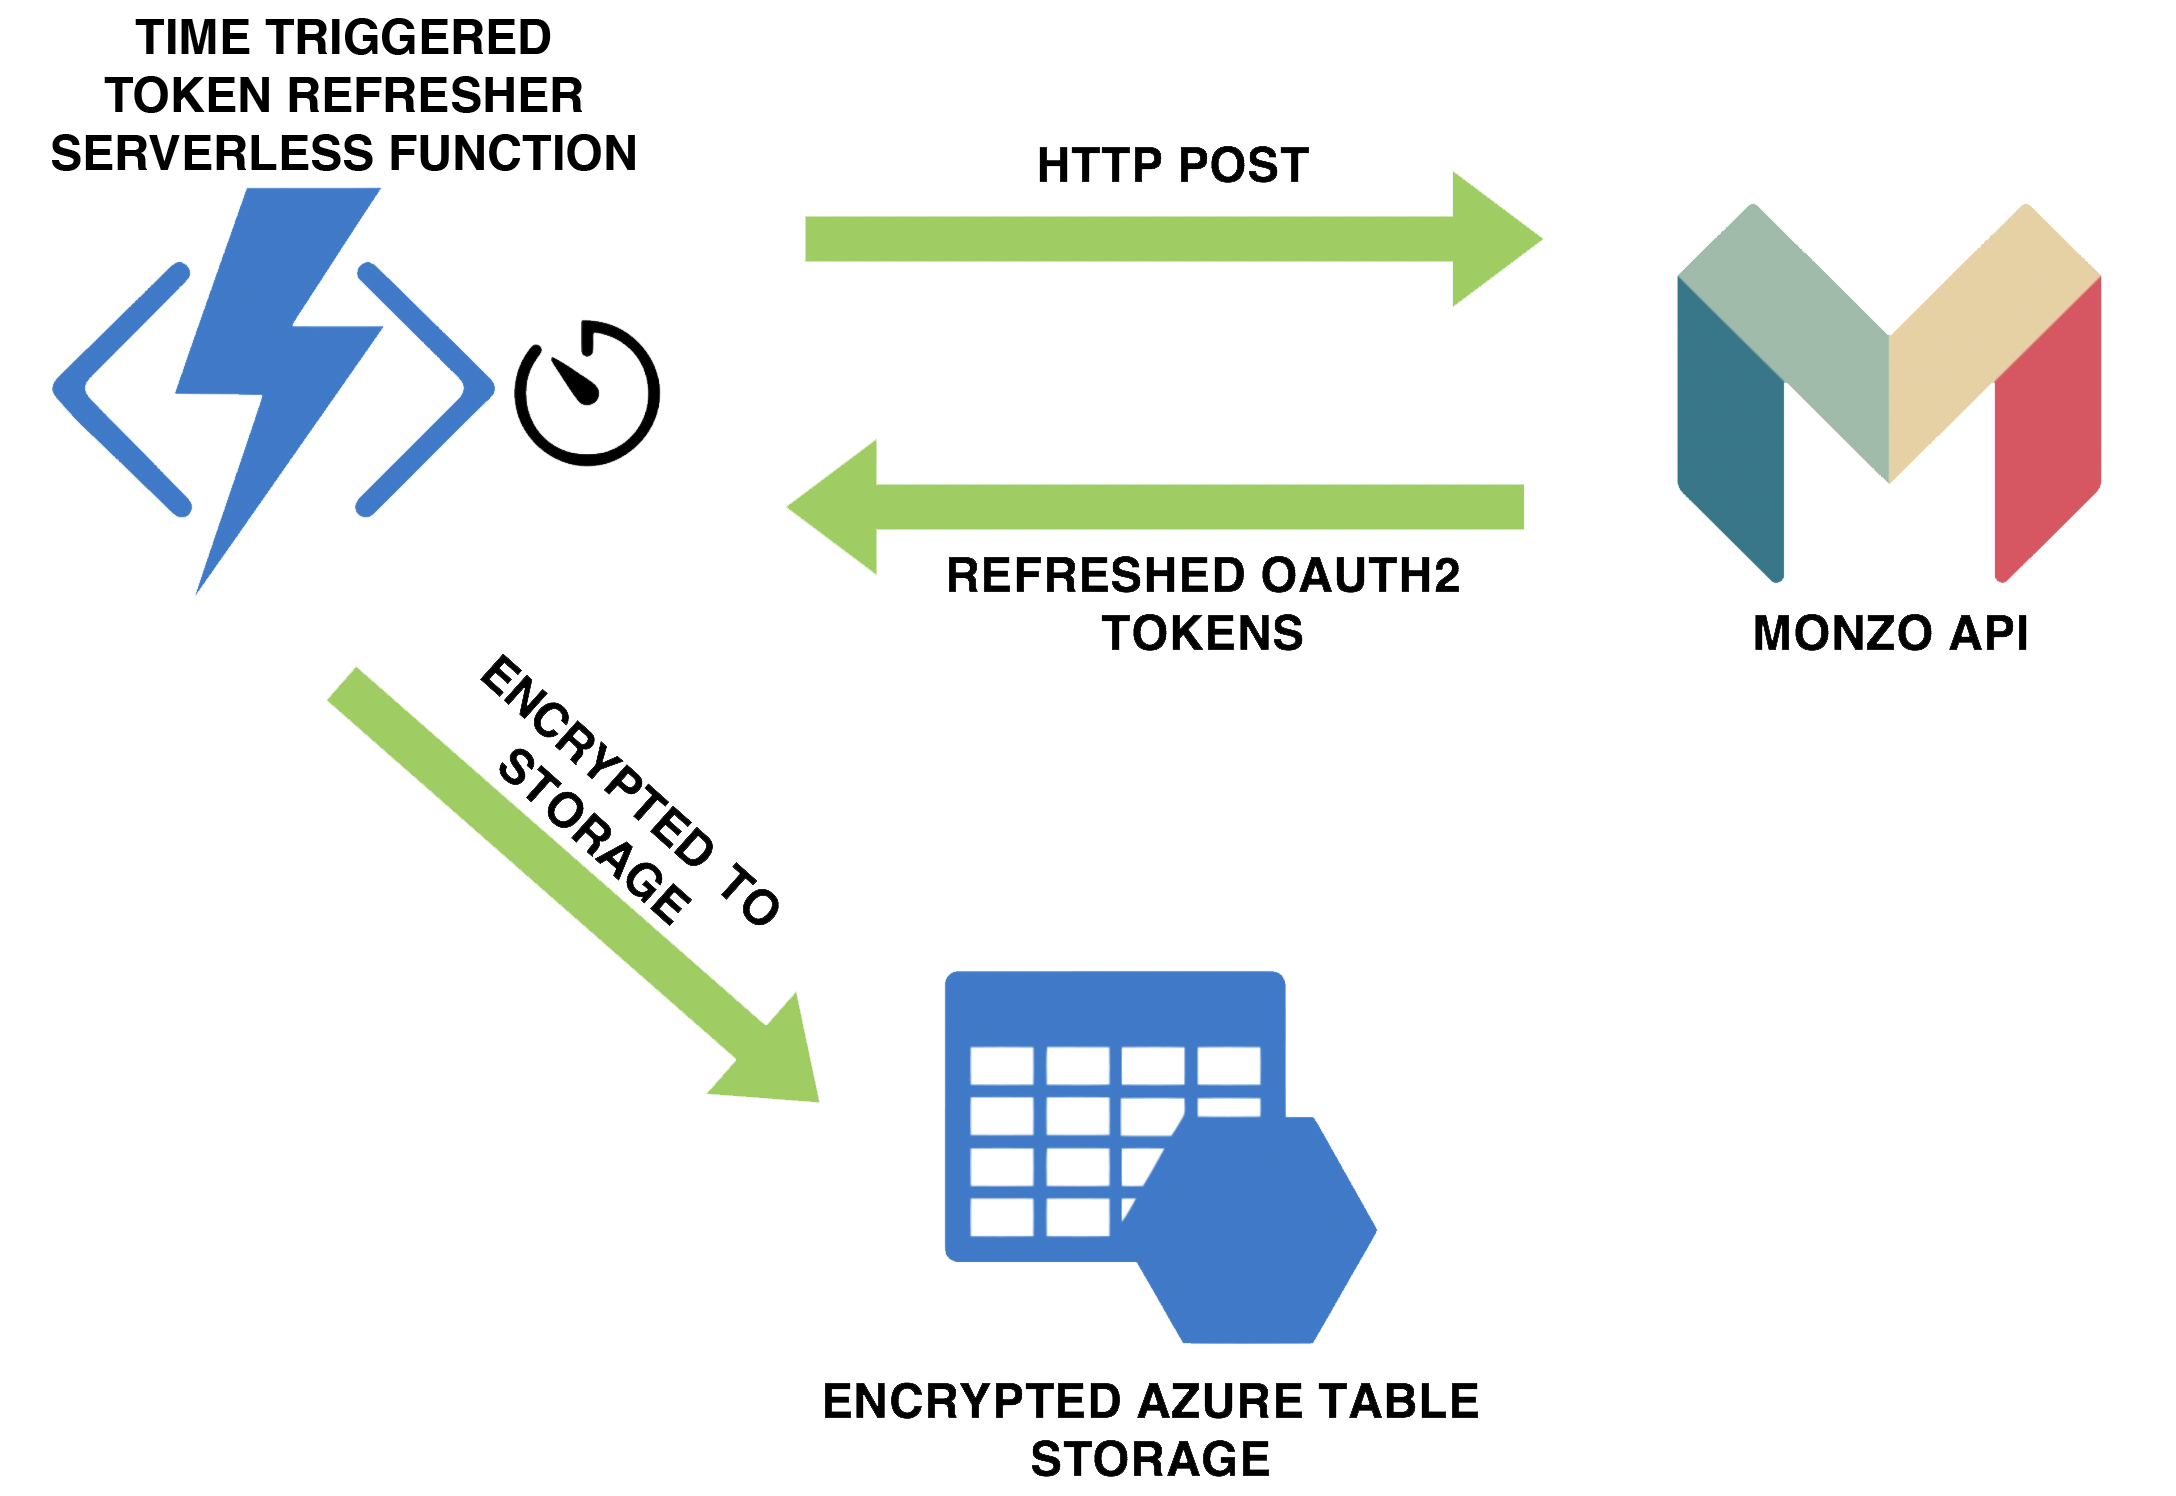 TIME TRIGGERED
TOKEN REFRESHER
SERVERLESS FUNCTION
HTTP POST
REFRESHED OAUTH2
TOKENS
MONZO API
ENCRYPTED TO
STORAGE
ENCRYPTED AZURE TABLE
STORAGE